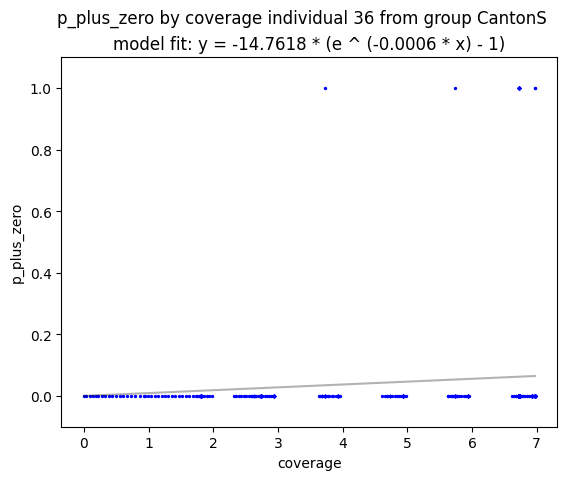 p_plus_zero by coverage individual 36 from group CantonS
model fit: y = -14.7618 * (e ^ (-0.0006 * x) - 1)
1.0
0.8
0.6
0.4
0.2
0.0
p_plus_zero
0 1 2 3 4 5 6 7
coverage